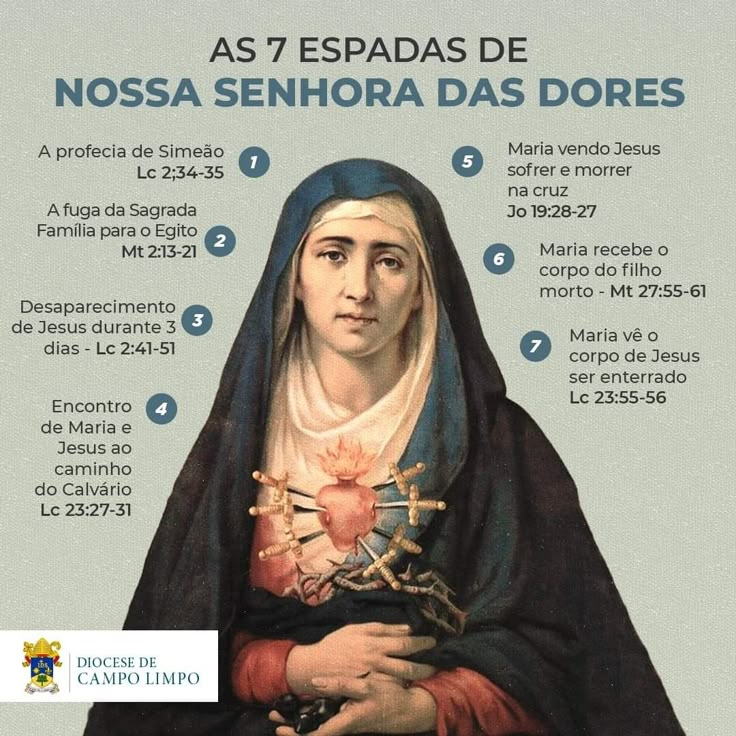 AS 7 ESPADAS DE
NOSSA SENHORA DAS DORES
1
A profecia de Simeão
Lc 2;34-35
2
A fuga da Sagrada
Família para o Egito
Mt 2:13-21
3
Desaparecimento
de Jesus durante 3
dias - Lc 2:41-51
4
Encontro
de Maria e
Jesus ao
caminho
do Calvário
Lc 23:27-31
5
Maria vendo Jesus
sofrer e morrer
na cruz
Jo 19:28-27
6
Maria recebe o
corpo do filho
morto - Mt 27:55-61
7
Maria vê o
corpo de Jesus
ser enterrado
Lc 23:55-56
DIOCESE DE
CAMPO LIMPO